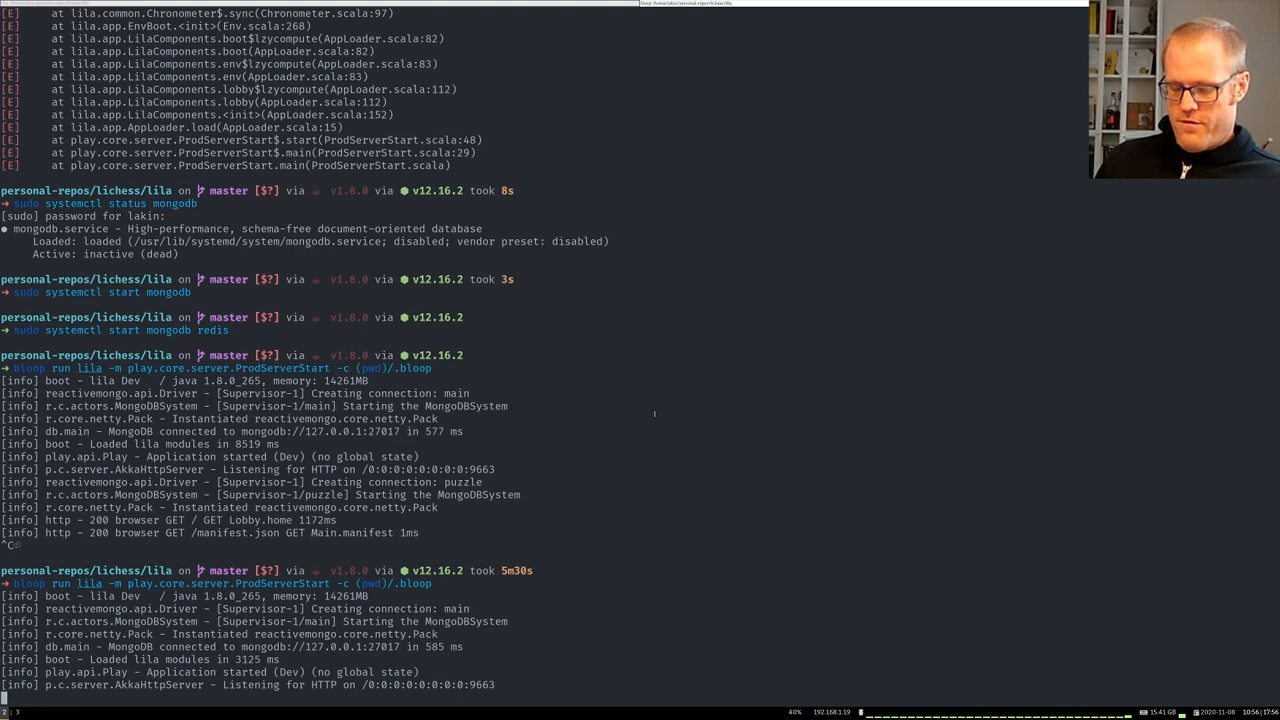 bloop /home/lakin/personal-repos/lichess/lila
[E]     at lila.common.Chronometer$.sync(Chronometer.scala:97)
[E]     at lila.app.EnvBoot.<init>(Env.scala:268)
[E]     at lila.app.LilaComponents.boot$lzycompute(AppLoader.scala:82)
[E]     at lila.app.LilaComponents.boot(AppLoader.scala:82)
[E]     at lila.app.LilaComponents.env$lzycompute(AppLoader.scala:83)
[E]     at lila.app.LilaComponents.env(AppLoader.scala:83)
[E]     at lila.app.LilaComponents.lobby$lzycompute(AppLoader.scala:112)
[E]     at lila.app.LilaComponents.lobby(AppLoader.scala:112)
[E]     at lila.app.LilaComponents.<init>(AppLoader.scala:152)
[E]     at lila.app.AppLoader.load(AppLoader.scala:15)
[E]     at play.core.server.ProdServerStart$.start(ProdServerStart.scala:48)
[E]     at play.core.server.ProdServerStart$.main(ProdServerStart.scala:29)
[E]     at play.core.server.ProdServerStart.main(ProdServerStart.scala)
personal-repos/lichess/lila on master [$?] via v1.8.0 via ⬢ v12.16.2 took 8s
➜ sudo systemctl status mongodb
[sudo] password for lakin:
● mongodb.service - High-performance, schema-free document-oriented database
Loaded: loaded (/usr/lib/systemd/system/mongodb.service; disabled; vendor preset: disabled)
Active: inactive (dead)
personal-repos/lichess/lila on master [$?] via v1.8.0 via ⬢ v12.16.2 took 3s
➜ sudo systemctl start mongodb
personal-repos/lichess/lila on master [$?] via v1.8.0 via ⬢ v12.16.2
➜ sudo systemctl start mongodb redis
personal-repos/lichess/lila on master [$?] via v1.8.0 via ⬢ v12.16.2
➜ bloop run lila -m play.core.server.ProdServerStart -c (pwd)/.bloop
[info] boot - lila Dev   / java 1.8.0_265, memory: 14261MB
[info] reactivemongo.api.Driver - [Supervisor-1] Creating connection: main
[info] r.c.actors.MongoDBSystem - [Supervisor-1/main] Starting the MongoDBSystem
[info] r.core.netty.Pack - Instantiated reactivemongo.core.netty.Pack
[info] db.main - MongoDB connected to mongodb://127.0.0.1:27017 in 577 ms
[info] boot - Loaded lila modules in 8519 ms
[info] play.api.Play - Application started (Dev) (no global state)
[info] p.c.server.AkkaHttpServer - Listening for HTTP on /0:0:0:0:0:0:0:0:9663
[info] reactivemongo.api.Driver - [Supervisor-1] Creating connection: puzzle
[info] r.c.actors.MongoDBSystem - [Supervisor-1/puzzle] Starting the MongoDBSystem
[info] r.core.netty.Pack - Instantiated reactivemongo.core.netty.Pack
[info] http - 200 browser GET / GET Lobby.home 1172ms
[info] http - 200 browser GET /manifest.json GET Main.manifest 1ms
^C⏎
personal-repos/lichess/lila on master [$?] via v1.8.0 via ⬢ v12.16.2 took 5m30s
➜ bloop run lila -m play.core.server.ProdServerStart -c (pwd)/.bloop
[info] boot - lila Dev   / java 1.8.0_265, memory: 14261MB
[info] reactivemongo.api.Driver - [Supervisor-1] Creating connection: main
[info] r.c.actors.MongoDBSystem - [Supervisor-1/main] Starting the MongoDBSystem
[info] r.core.netty.Pack - Instantiated reactivemongo.core.netty.Pack
[info] db.main - MongoDB connected to mongodb://127.0.0.1:27017 in 585 ms
[info] boot - Loaded lila modules in 3125 ms
[info] play.api.Play - Application started (Dev) (no global state)
[info] p.c.server.AkkaHttpServer - Listening for HTTP on /0:0:0:0:0:0:0:0:9663
2 3 40% 192.168.1.19 15.41 GB 2020-11-08 10:56 17:56